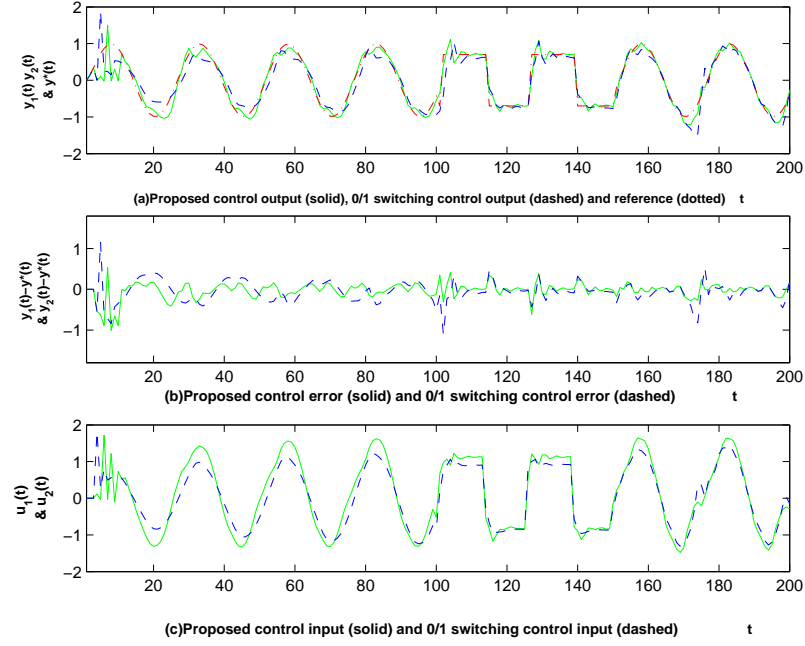 2
1
0
−1
−2
y₁(t) y₂(t)
& y*(t)
20 40 60 80 100 120 140 160 180 200
(a)Proposed control output (solid), 0/1 switching control output (dashed) and reference (dotted) t
1
0
−1
y₁(t)−y*(t)
& y₂(t)−y*(t)
20 40 60 80 100 120 140 160 180 200
(b)Proposed control error (solid) and 0/1 switching control error (dashed) t
2
1
0
−1
−2
u₁(t)
& u₂(t)
20 40 60 80 100 120 140 160 180 200
(c)Proposed control input (solid) and 0/1 switching control input (dashed) t